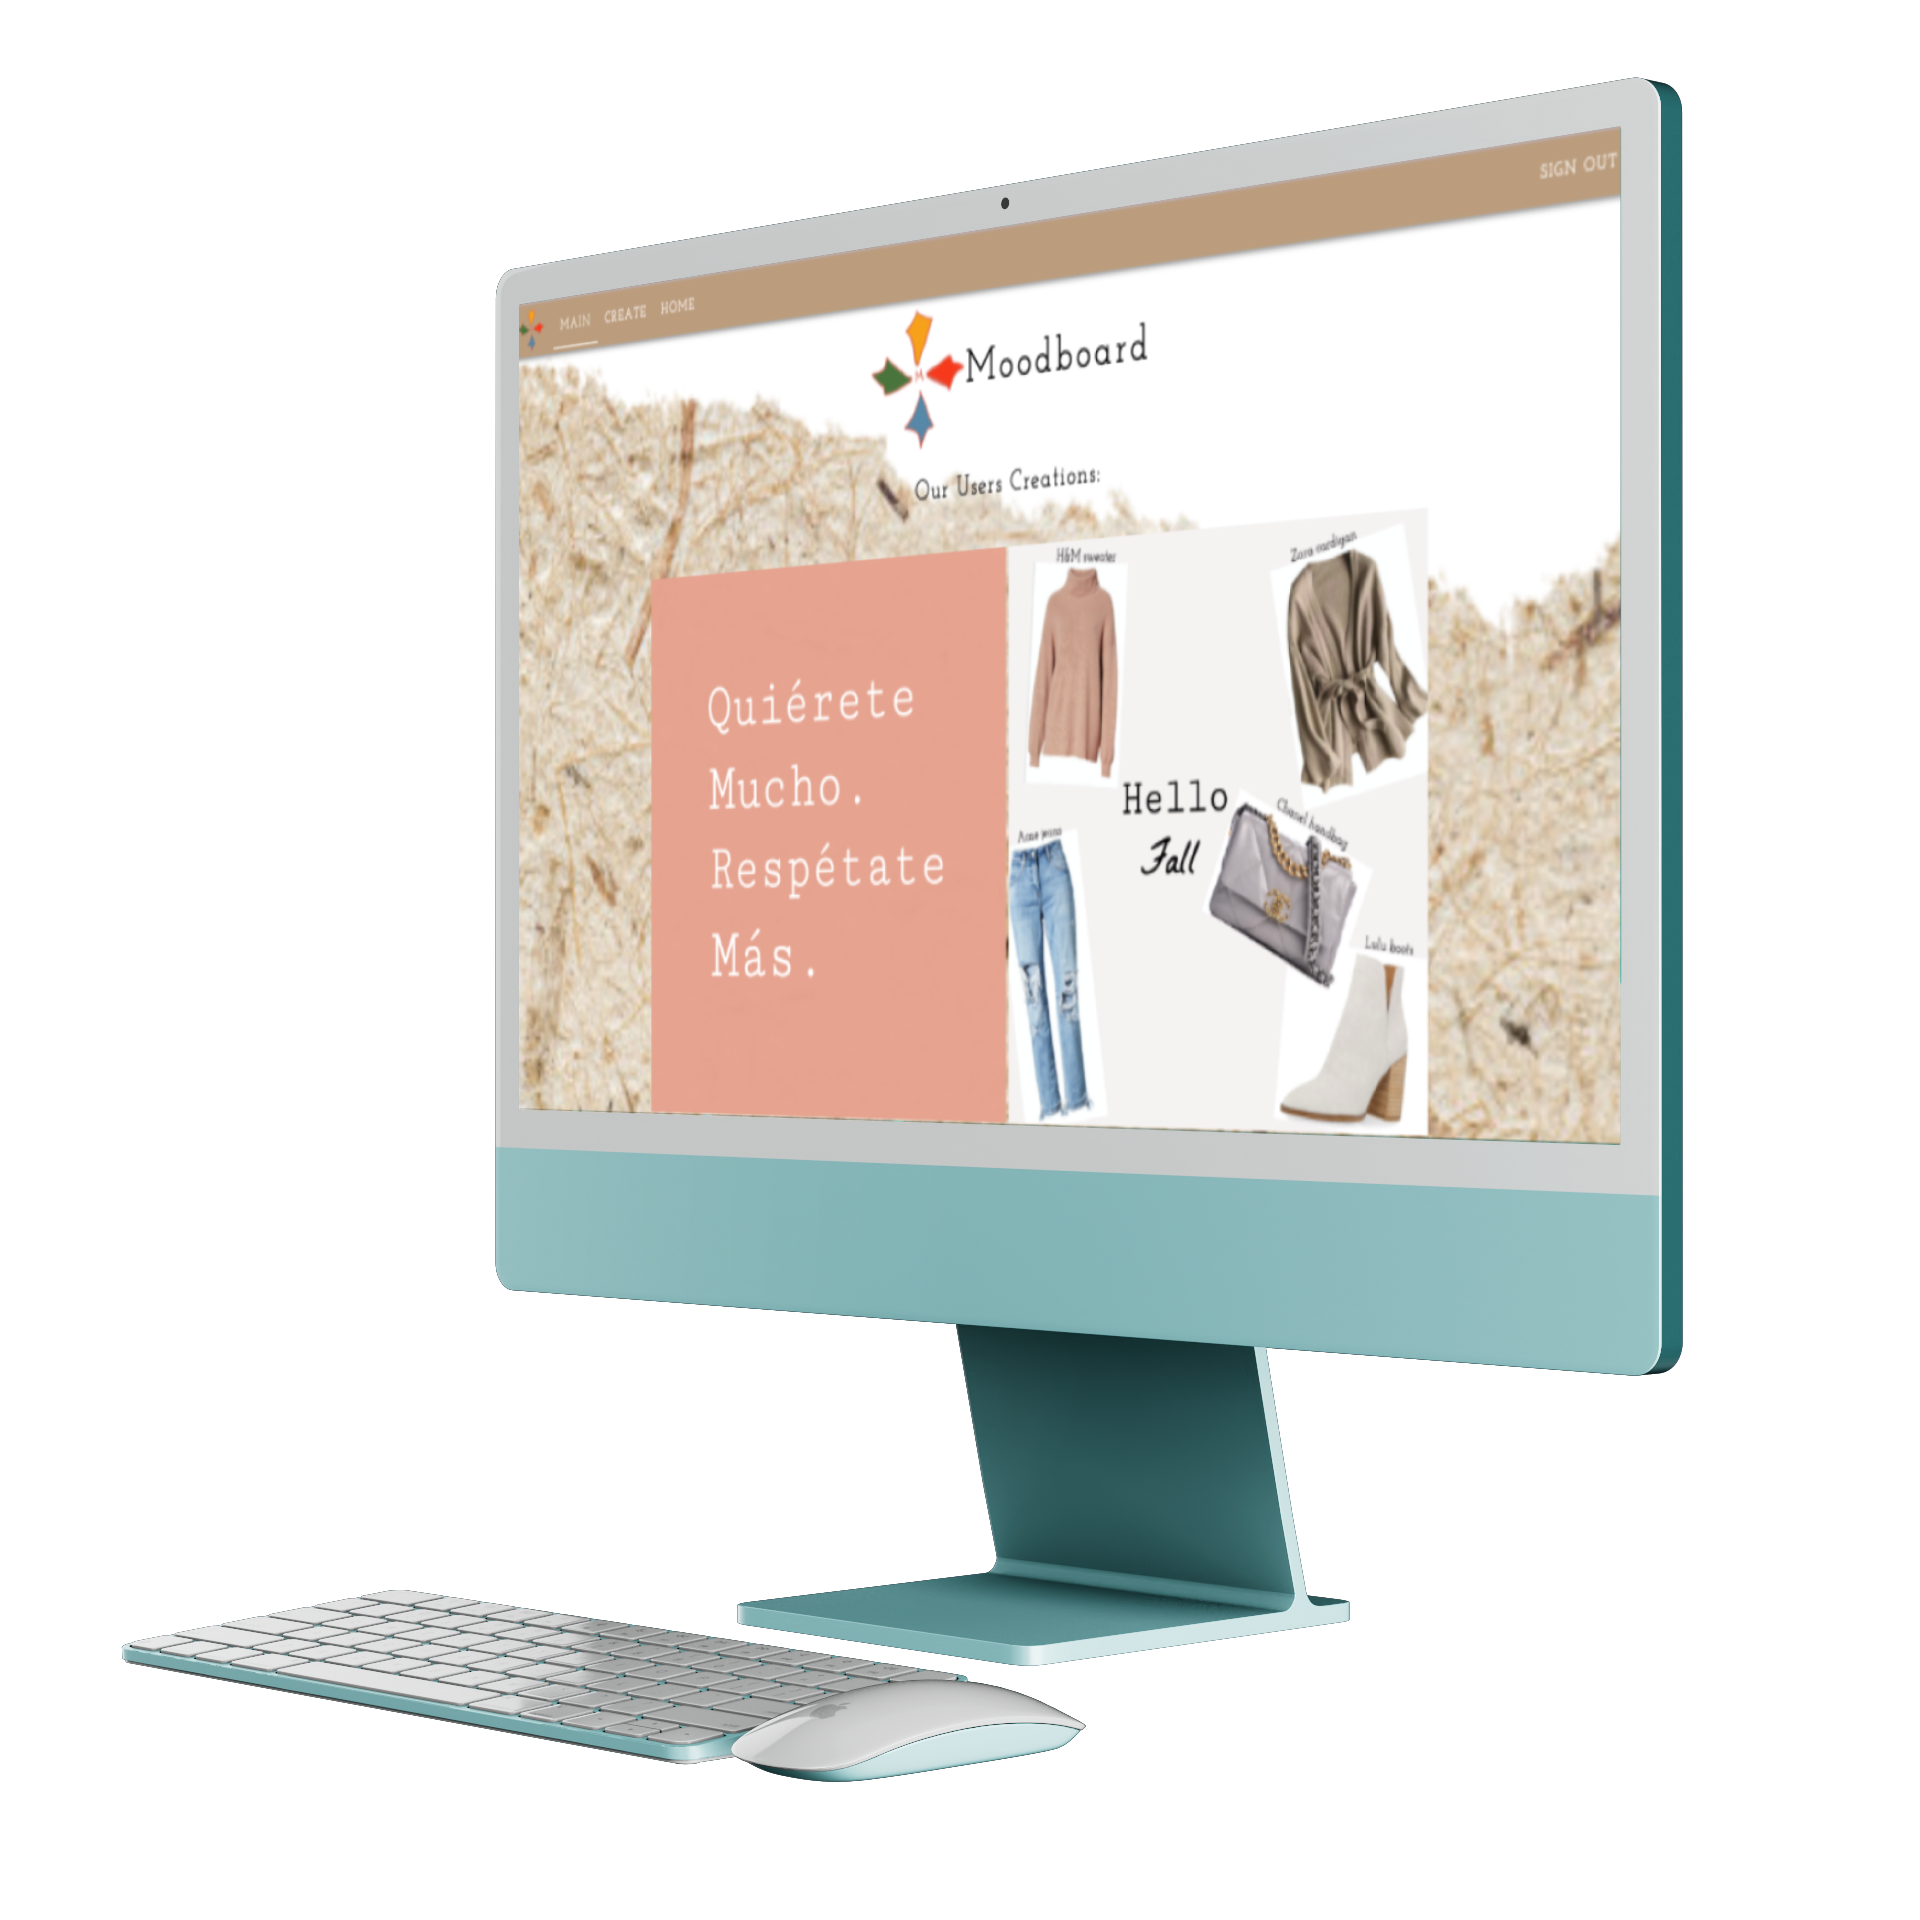 MAIN CREATE HOME
SIGN OUT
M
Moodboard
Our Users Creations:
Quiérete
Mucho.
Respétate
Más.
H&M sweater
Zara cardigan
Hello
Fall
Chanel handbag
jeans
Lulu boots